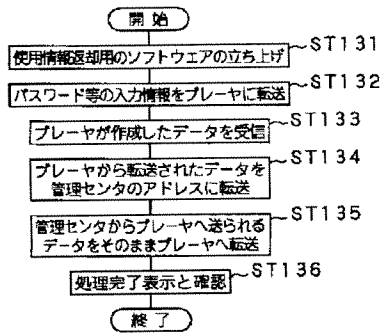 開始
使用情報返却用のソフトウェアの立ち上げ
ST131
パスワード等の入力情報をプレーヤに転送
ST132
プレーヤが作成したデータを受信
ST133
プレーヤから転送されたデータを
管理センタのアドレスに転送
ST134
管理センタからプレーヤへ送られる
データをそのままプレーヤへ転送
ST135
処理完了表示と確認
ST136
終了